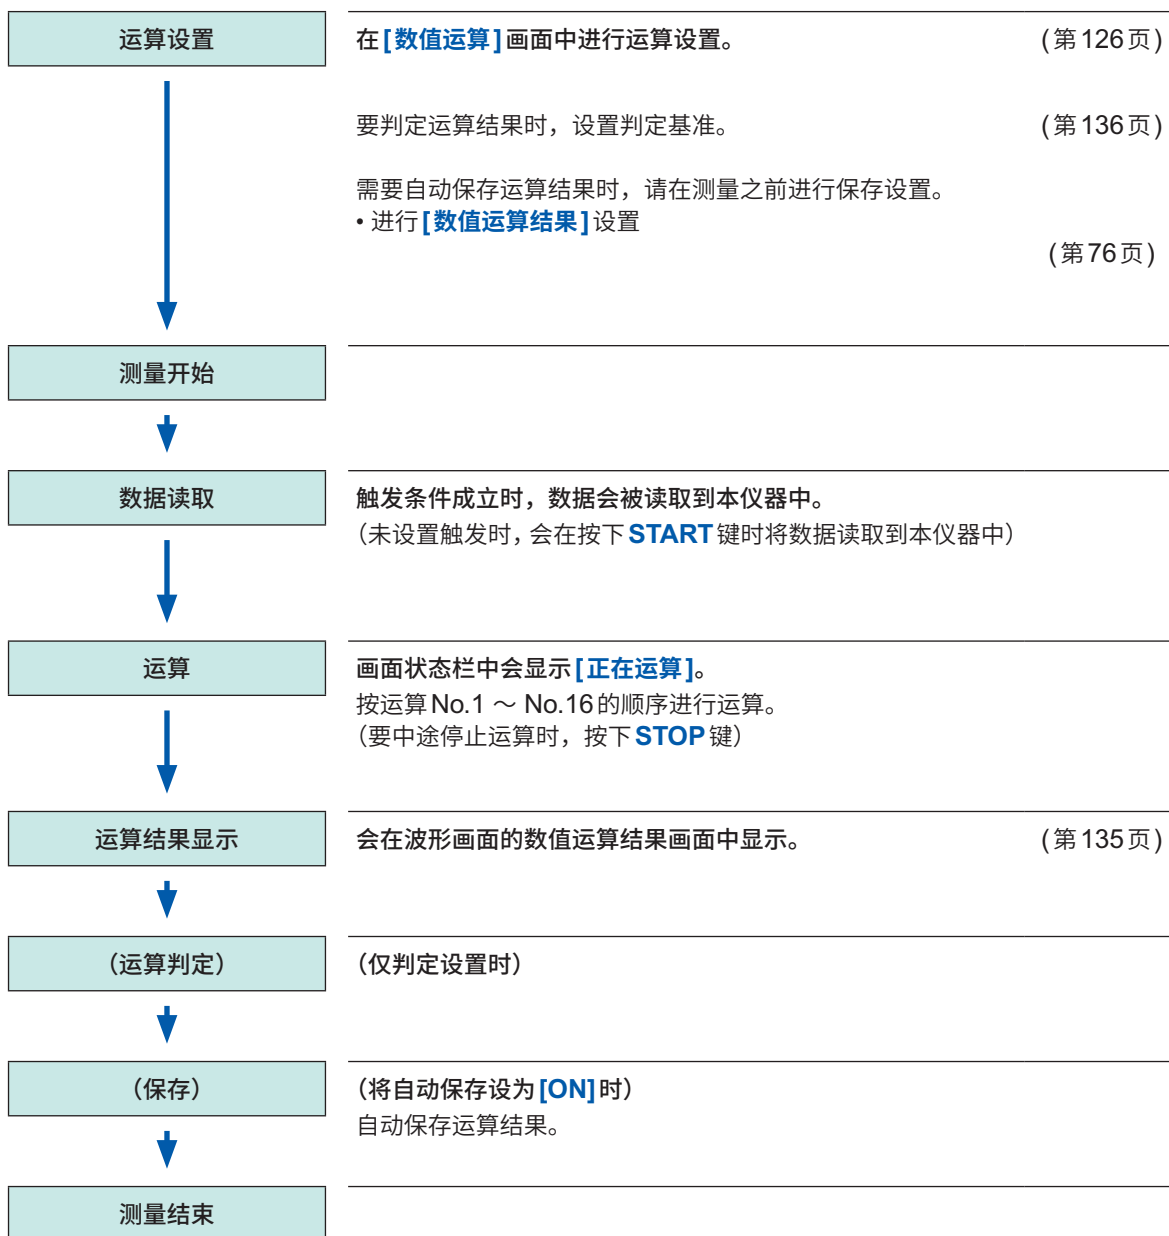 运算设置
在[数值运算]画面中进行运算设置。 (第126页)
要判定运算结果时，设置判定基准。 (第136页)
需要自动保存运算结果时，请在测量之前进行保存设置。
• 进行[数值运算结果]设置
(第76页)
测量开始
数据读取
触发条件成立时，数据会被读取到本仪器中。
（未设置触发时，会在按下START键时将数据读取到本仪器中）
运算
画面状态栏中会显示[正在运算]。
按运算No.1 ～ No.16的顺序进行运算。
（要中途停止运算时，按下STOP键）
运算结果显示
会在波形画面的数值运算结果画面中显示。 (第135页)
（运算判定）
（仅判定设置时）
（保存）
（将自动保存设为[ON]时）
自动保存运算结果。
测量结束